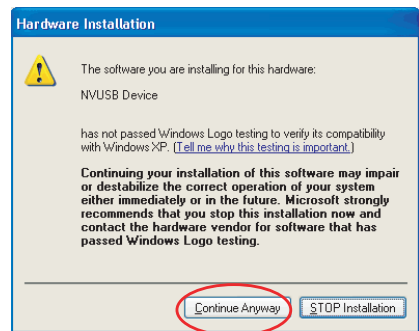 Hardware Installation
The software you are installing for this hardware:
NVUSB Device
has not passed Windows Logo testing to verify its compatibility
with Windows XP. (Tell me why this testing is important.)
Continuing your installation of this software may impair
or destabilize the correct operation of your system
either immediately or in the future. Microsoft strongly
recommends that you stop this installation now and
contact the hardware vendor for software that has
passed Windows Logo testing.
Continue Anyway
STOP Installation